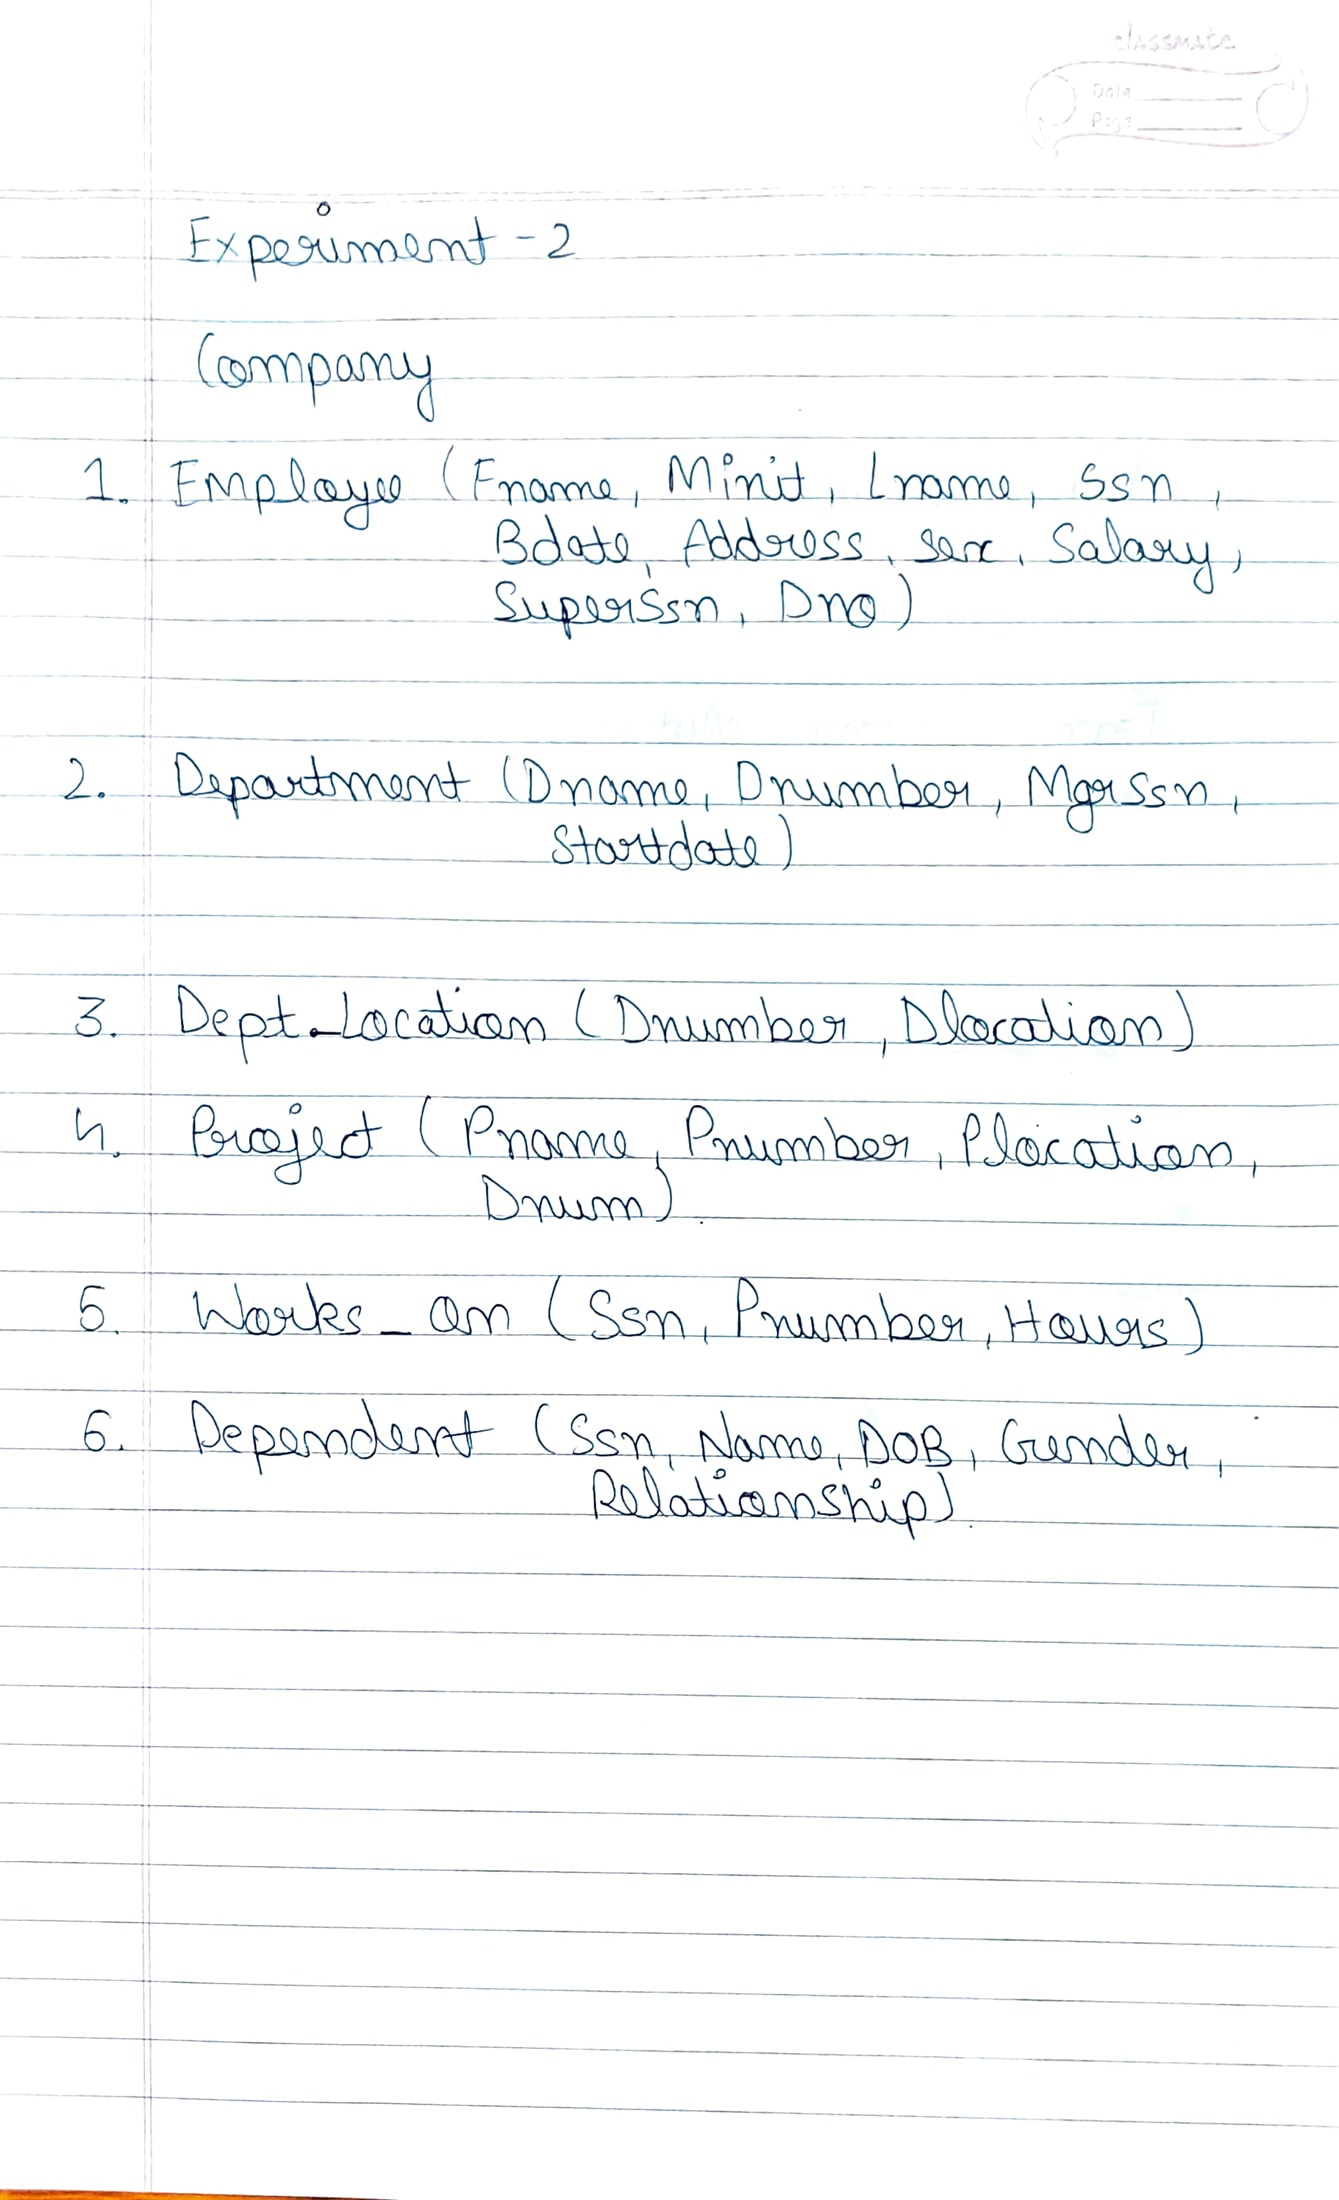 classmate
Date
Page
Experiment - 2
Company
1. Employee (Fname, Minit, Lname, Ssn,
Bdate, Address, sex, Salary,
SuperSsn, Dno)
2. Department (Dname, Dnumber, MgrSsn,
Startdate)
3. Dept_Location (Dnumber, Dlocation)
4. Project (Pname, Pnumber, Plocation,
Dnum).
5. Works_on (Ssn, Pnumber, Hours)
6. Dependent (Ssn, Name, DOB, Gender,
Relationship).